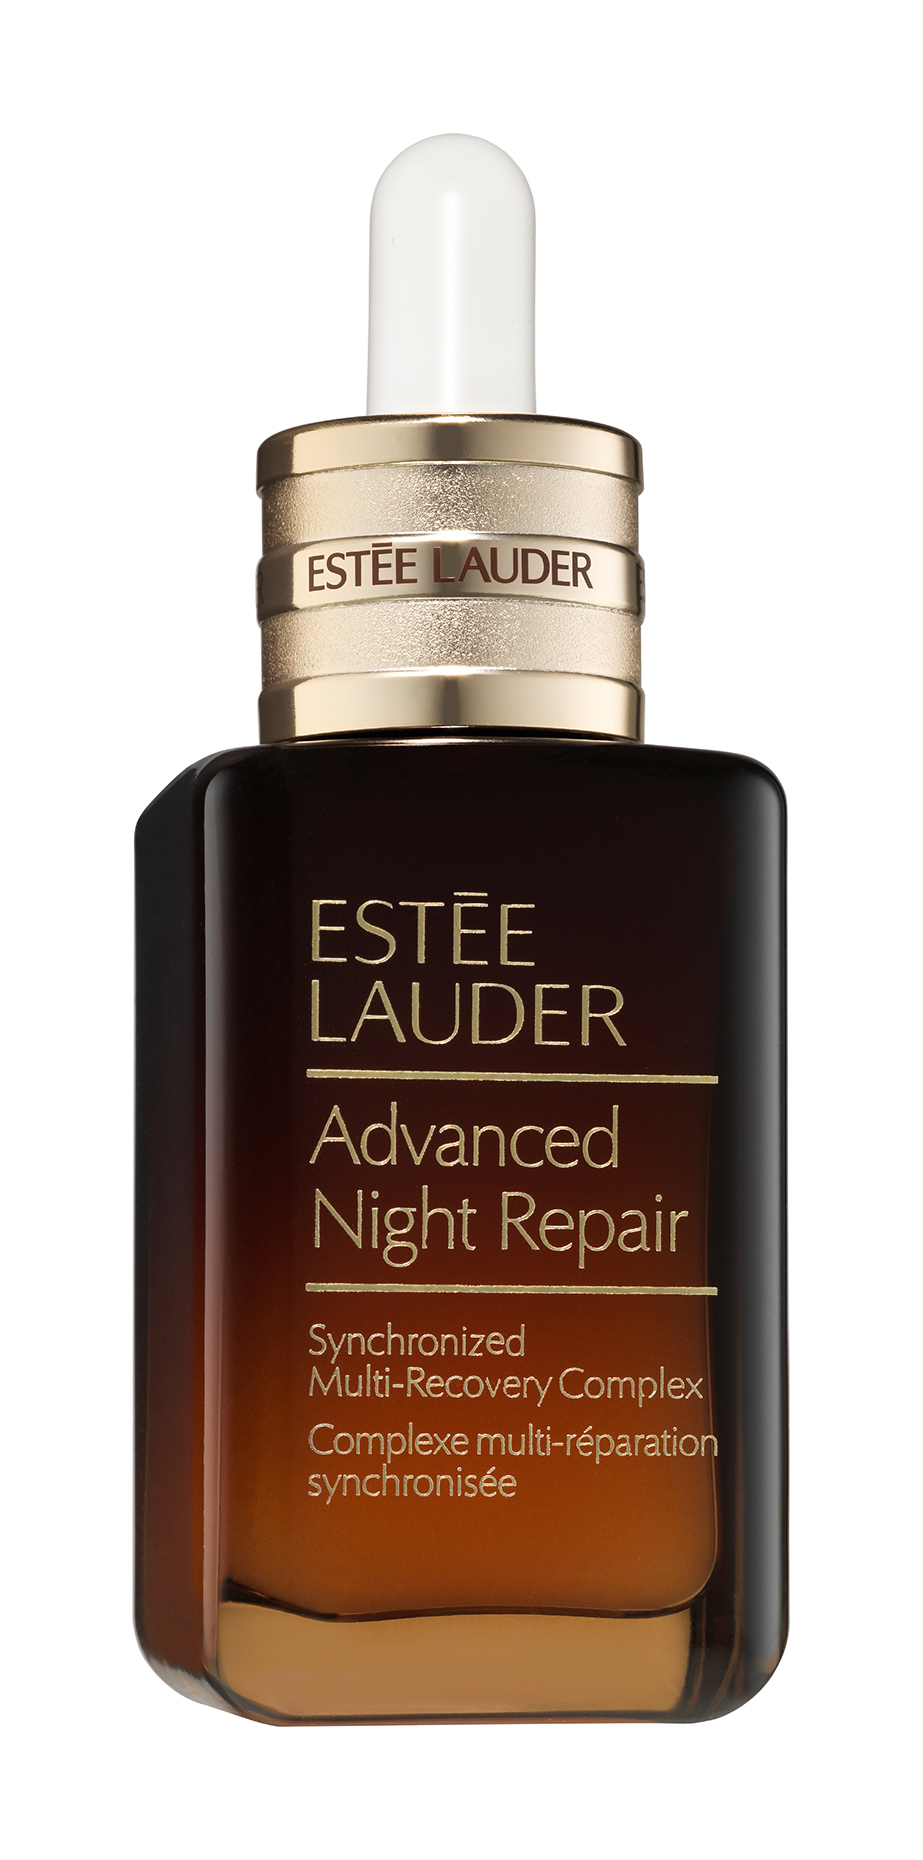 ESTĒE LAUDER
ESTĒE
LAUDER
Advanced
Night Repair
Synchronized
Multi-Recovery Complex
Complexe multi-réparation
synchronisée